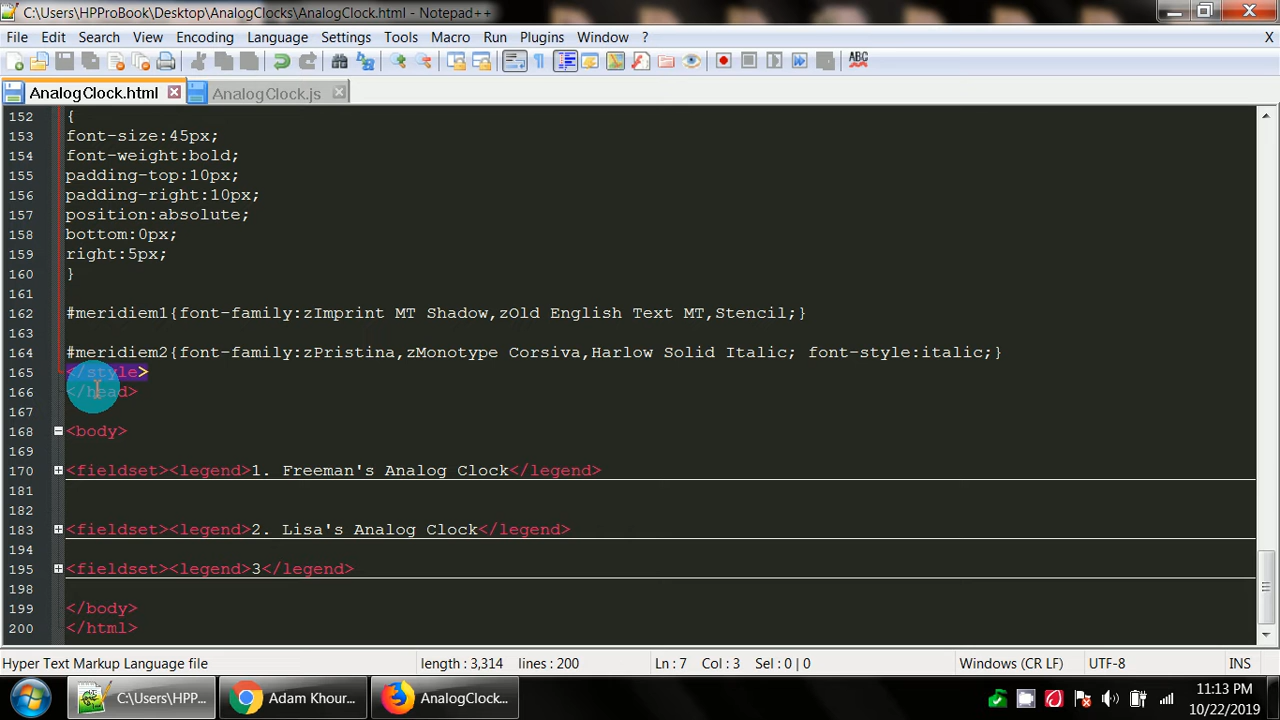 C:\Users\HPProBook\Desktop\AnalogClocks\AnalogClock.html - Notepad++
File Edit Search View Encoding Language Settings Tools Macro Run Plugins Window ? X
ABC
AnalogClock.html AnalogClock.js
152 {
153 font-size:45px;
154 font-weight:bold;
155 padding-top:10px;
156 padding-right:10px;
157 position:absolute;
158 bottom:0px;
159 right:5px;
160 }
161
162 #meridiem1{font-family:zImprint MT Shadow,zOld English Text MT,Stencil;}
163
164 #meridiem2{font-family:zPristina,zMonotype Corsiva,Harlow Solid Italic; font-style:italic;}
165 </style>
166 </head>
167
168 <body>
169
170 <fieldset><legend>1. Freeman's Analog Clock</legend>
181
182
183 <fieldset><legend>2. Lisa's Analog Clock</legend>
194
195 <fieldset><legend>3</legend>
198
199 </body>
200 </html>
Hyper Text Markup Language file length : 3,314 lines : 200 Ln : 7 Col : 3 Sel : 0 | 0 Windows (CR LF) UTF-8 INS
C:\Users\HPP... Adam Khour... AnalogClock... 11:13 PM
10/22/2019